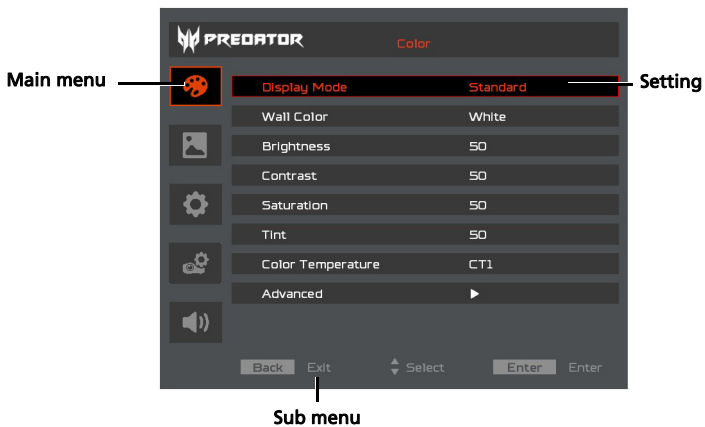 PREDATOR
Color
Main menu
Display Mode Standard
Setting
Wall Color White
Brightness 50
Contrast 50
Saturation 50
Tint 50
Color Temperature CT1
Advanced
Back Exit Select Enter Enter
Sub menu